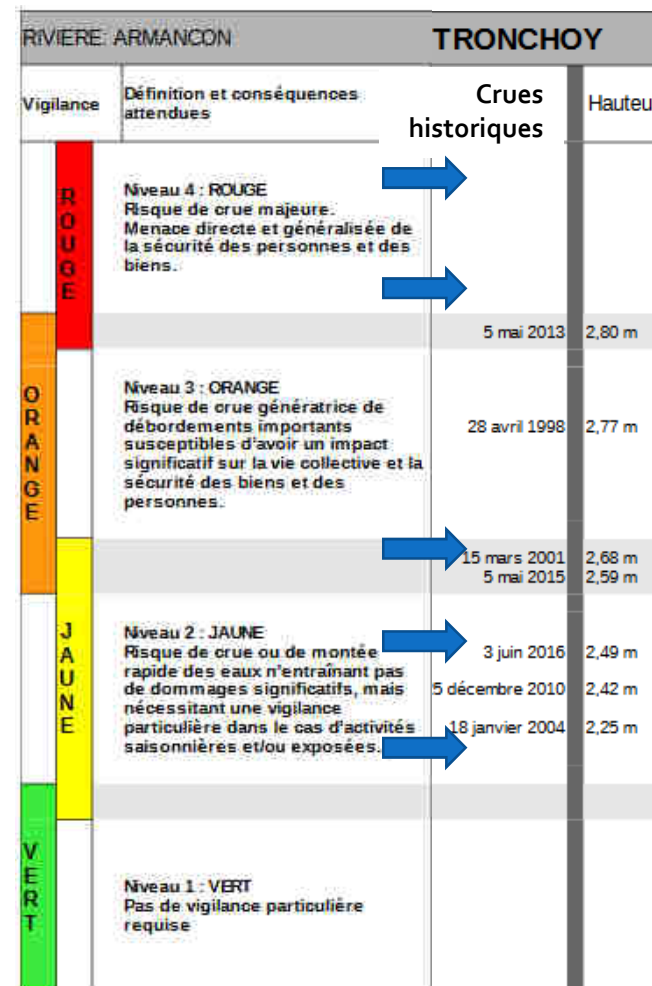 RIVIERE: ARMANCON TRONCHOY
Vigilance
Définition et conséquences
attendues
Crues
historiques
Hauteu
ROUGE
Niveau 4 : ROUGE
Risque de crue majeure.
Menace directe et généralisée de
la sécurité des personnes et des
biens.
5 mai 2013 2,80 m
ORANGE
Niveau 3 : ORANGE
Risque de crue génératrice de
débordements importants
susceptibles d'avoir un impact
significatif sur la vie collective et la
sécurité des biens et des
personnes.
28 avril 1998 2,77 m
15 mars 2001 2,68 m
5 mai 2015 2,59 m
JAUNE
Niveau 2 : JAUNE
Risque de crue ou de montée
rapide des eaux n'entraînant pas
de dommages significatifs, mais
nécessitant une vigilance
particulière dans le cas d'activités
saisonnières et/ou exposées.
3 juin 2016 2,49 m
5 décembre 2010 2,42 m
18 janvier 2004 2,25 m
VERT
Niveau 1 : VERT
Pas de vigilance particulière
requise